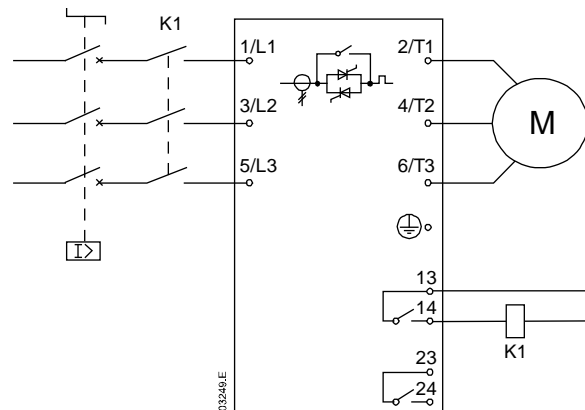 K1
1/L1
2/T1
3/L2
4/T2
M
5/L3
6/T3
I>
13
14
K1
23
24
03249.E